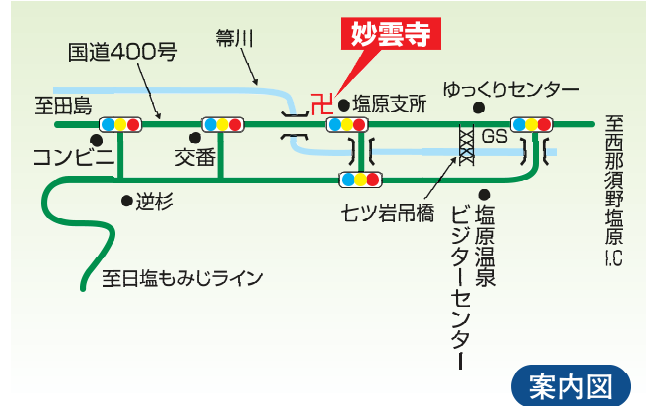 妙雲寺
箒川
国道400号
ゆっくりセンター
至田島
卍
塩原支所
至西那須野塩原I.C
GS
コンビニ
交番
逆杉
七ツ岩吊橋
塩原温泉
ビジターセンター
至日塩もみじライン
案内図